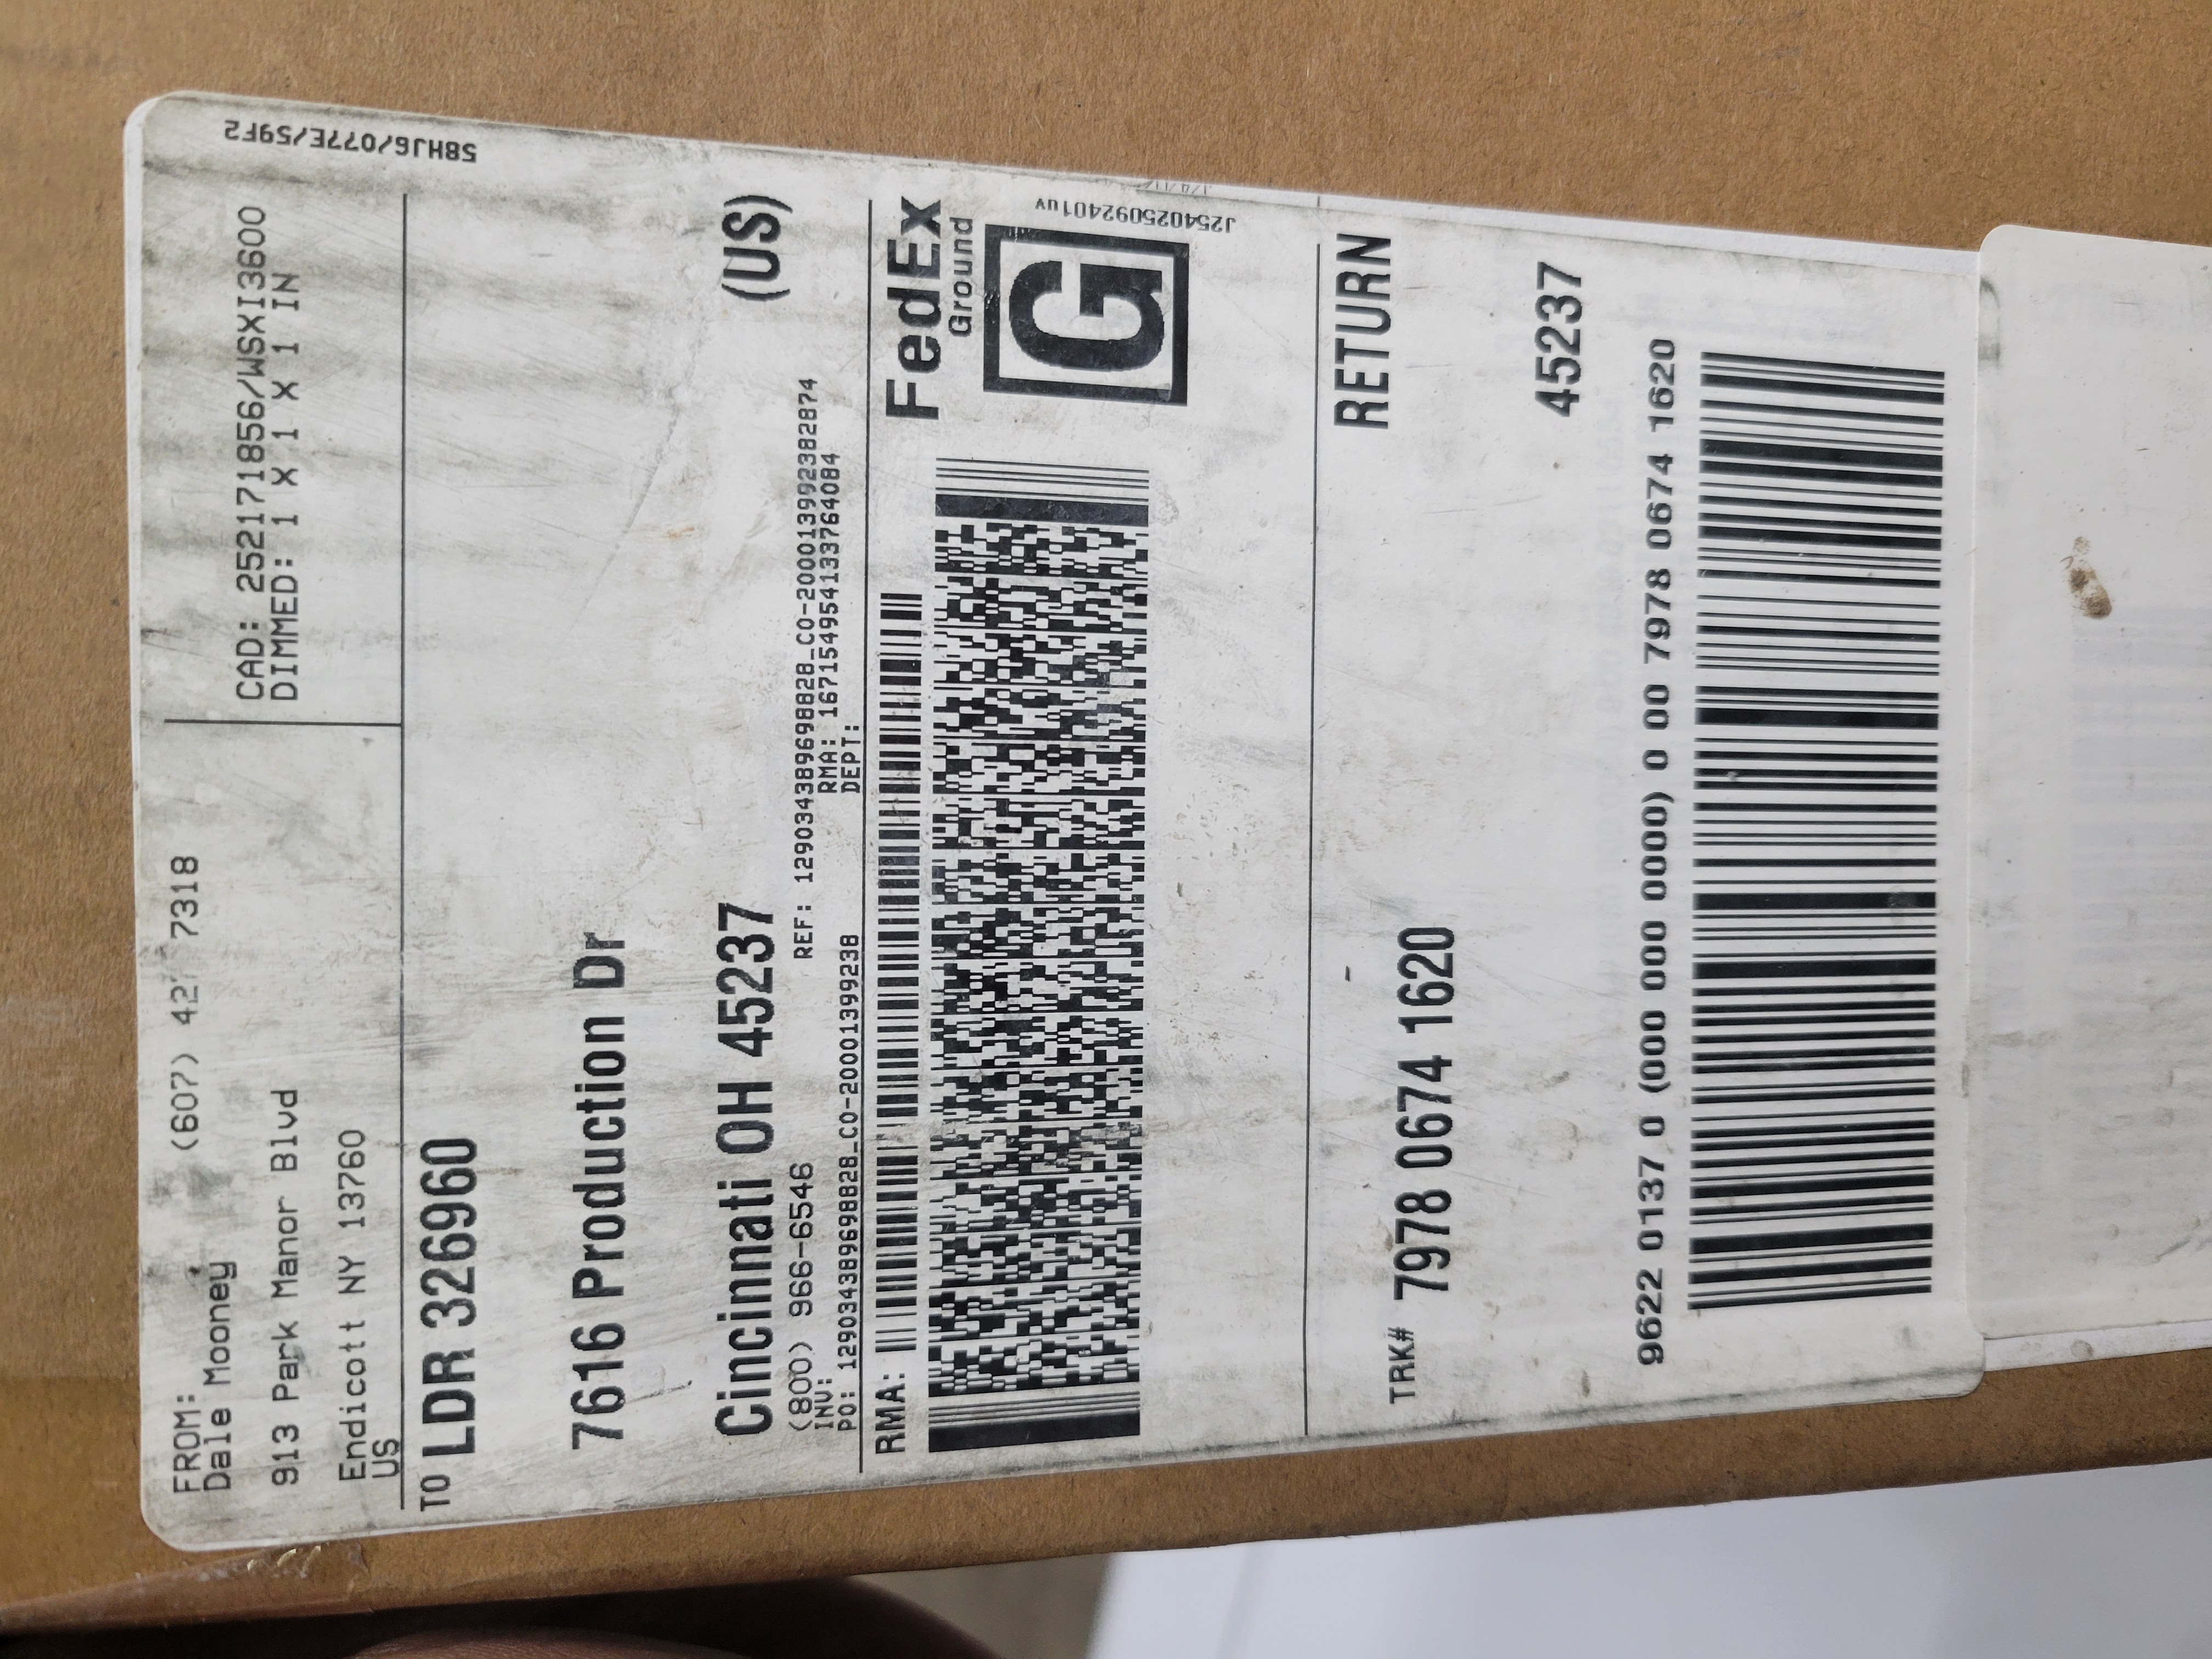 FROM:
Dale Mooney (607) 427 7318
913 Park Manor Blvd
Endicott NY 13760
US
CAD: 252171856/WSXI3600
DIMMED: 1 X 1 X 1 IN
58HJ6/077E/59F2
TO LDR 326960
7616 Production Dr
Cincinnati OH 45237 (US)
(800) 966-6546 REF: 129034389698828_CO-200013992382874
INV: RMA: 167154954133764084
PO: 129034389698828_CO-20001399238 DEPT:
RMA:
FedEx
Ground
G
J254025092401uv
RETURN
TRK# 7978 0674 1620
45237
9622 0137 0 (000 000 0000) 0 00 7978 0674 1620